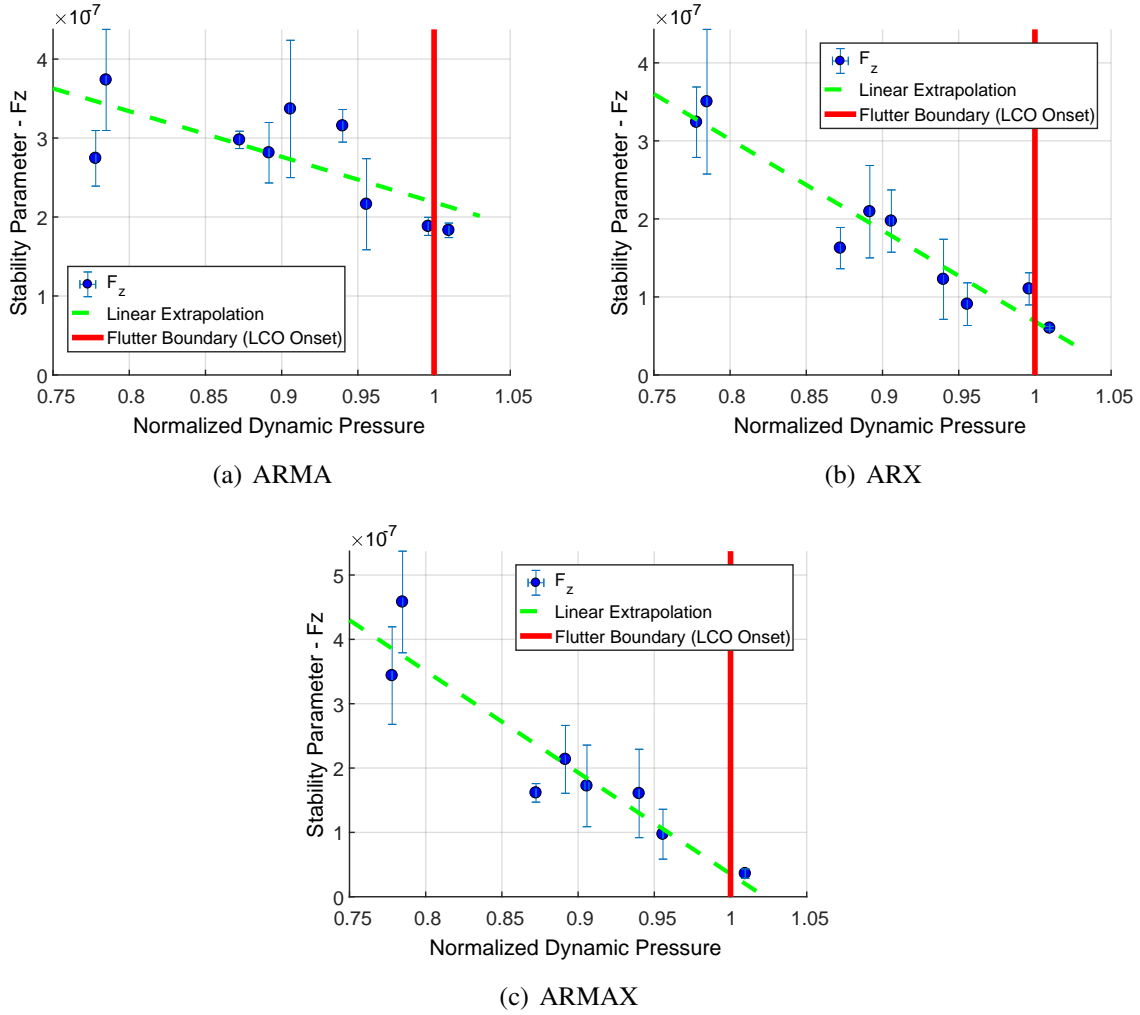 ×10⁻⁷
4
3
2
1
0
Stability Parameter - Fz
F_z
Linear Extrapolation
Flutter Boundary (LCO Onset)
0.75 0.8 0.85 0.9 0.95 1 1.05
Normalized Dynamic Pressure
(a) ARMA
×10⁻⁷
4
3
2
1
0
Stability Parameter - Fz
F_z
Linear Extrapolation
Flutter Boundary (LCO Onset)
0.75 0.8 0.85 0.9 0.95 1 1.05
Normalized Dynamic Pressure
(b) ARX
×10⁻⁷
5
4
3
2
1
0
Stability Parameter - Fz
F_z
Linear Extrapolation
Flutter Boundary (LCO Onset)
0.75 0.8 0.85 0.9 0.95 1 1.05
Normalized Dynamic Pressure
(c) ARMAX